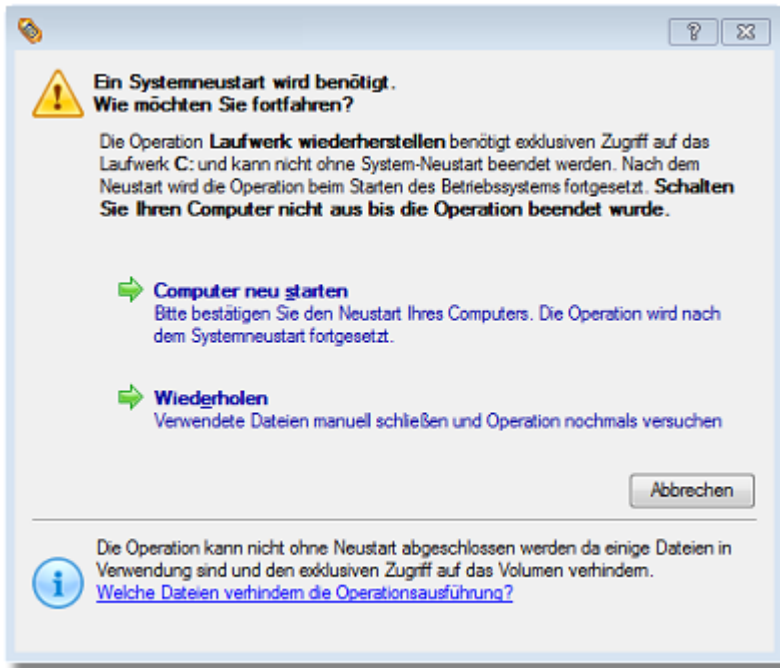 Ein Systemneustart wird benötigt.
Wie möchten Sie fortfahren?
Die Operation Laufwerk wiederherstellen benötigt exklusiven Zugriff auf das
Laufwerk C: und kann nicht ohne System-Neustart beendet werden. Nach dem
Neustart wird die Operation beim Starten des Betriebssystems fortgesetzt. Schalten
Sie Ihren Computer nicht aus bis die Operation beendet wurde.
Computer neu starten
Bitte bestätigen Sie den Neustart Ihres Computers. Die Operation wird nach
dem Systemneustart fortgesetzt.
Wiederholen
Verwendete Dateien manuell schließen und Operation nochmals versuchen
Abbrechen
Die Operation kann nicht ohne Neustart abgeschlossen werden da einige Dateien in
Verwendung sind und den exklusiven Zugriff auf das Volumen verhindern.
Welche Dateien verhindern die Operationsausführung?